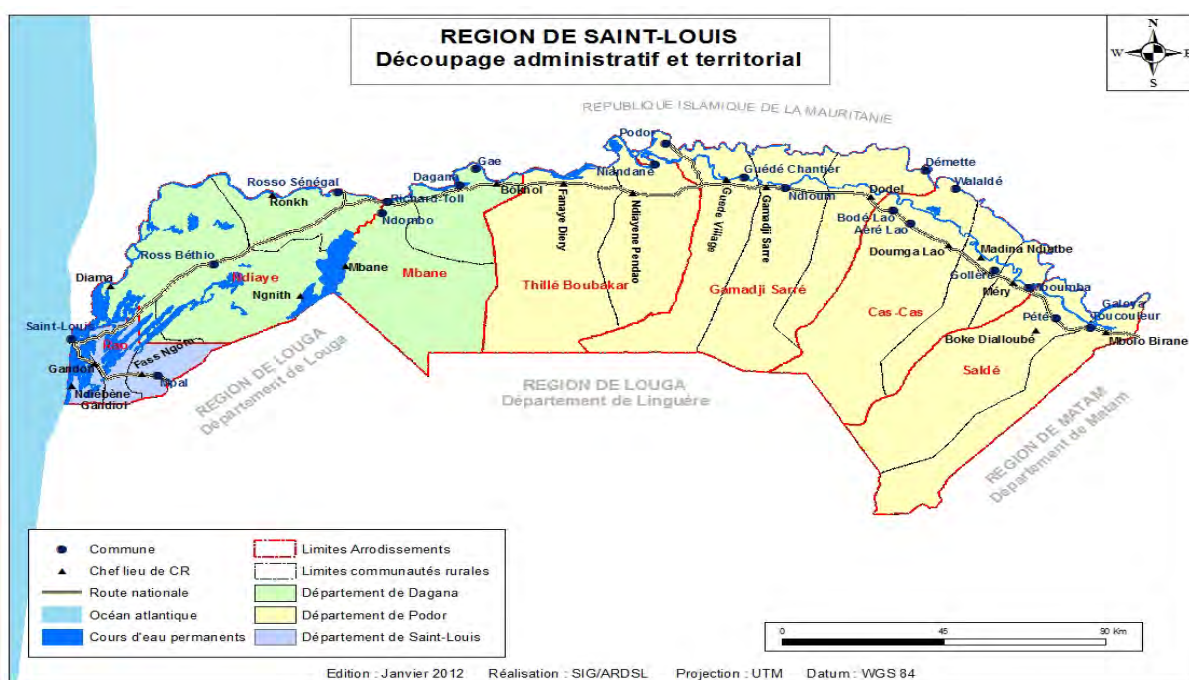 REGION DE SAINT-LOUIS
Découpage administratif et territorial
N
W
E
S
REPUBLIQUE ISLAMIQUE DE LA MAURITANIE
Podor
Gae
Niandane
Guédé Chantier
Démette
Dagana
Bokhol
Walaldé
Rosso Sénégal
Ronkh
Richard-Toll
Ndioum
Dodel
Ndombo
Fanaye Diery
Ndiayene Pendao
Guede Village
Gamadji Sarre
Bodé Lao
Aéré Lao
Ross Béthio
Mbane
Mbane
Doumga Lao
Madina Ndiatbe
Ndiaye
Golléré
Diama
Ngnith
Thillé Boubakar
Gamadji Sarré
Méry
Mboumba
Cas-Cas
Galoya
Toucouleur
Saint-Louis
Rao
Pété
Boke Dialloubé
Mbolo Birane
Fass Ngom
Gandon
Mpal
Saldé
Ndiébène
Gandiol
REGION DE LOUGA
Départment de Louga
REGION DE LOUGA
Département de Linguère
REGION DE MATAM
Département de Matam
Commune
Chef lieu de CR
Route nationale
Océan atlantique
Cours d'eau permanents
Limites Arrodissements
Limites communautés rurales
Département de Dagana
Département de Podor
Département de Saint-Louis
0 45 90 Km
Edition : Janvier 2012 Réalisation : SIG/ARDSL Projection : UTM Datum : WGS 84